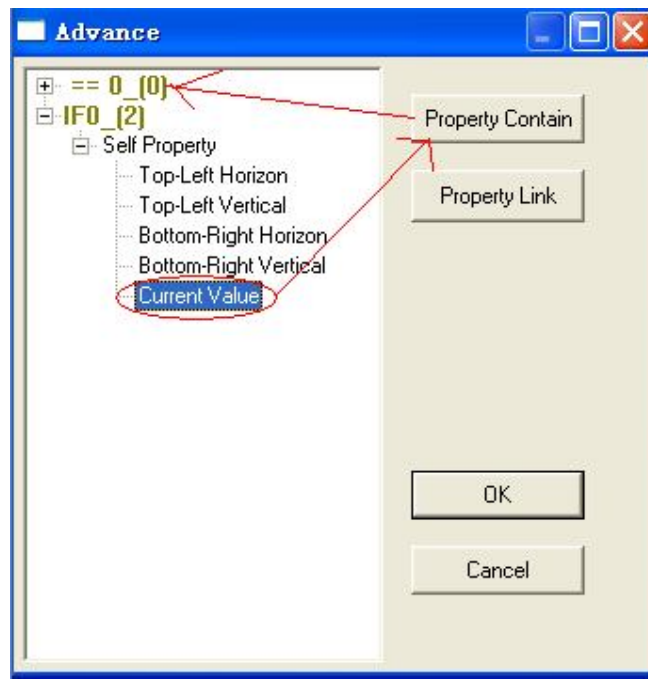 Advance
== 0_(0)
IF0_(2)
Self Property
Top-Left Horizon
Top-Left Vertical
Bottom-Right Horizon
Bottom-Right Vertical
Current Value
Property Contain
Property Link
OK
Cancel